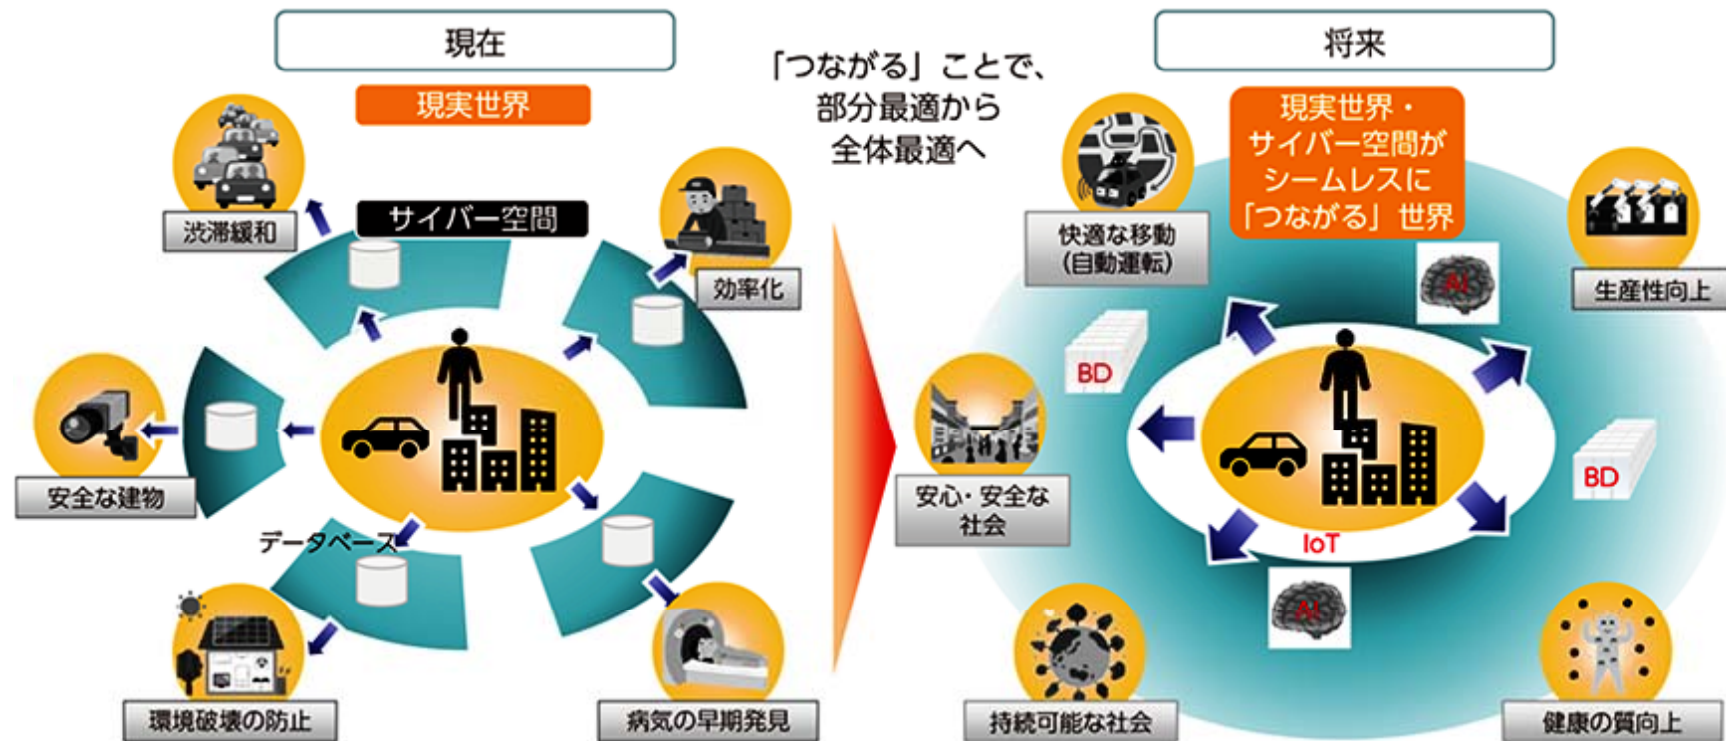 現在
現実世界
サイバー空間
渋滞緩和
効率化
安全な建物
データベース
環境破壊の防止
病気の早期発見
「つながる」ことで、
部分最適から
全体最適へ
将来
現実世界・
サイバー空間が
シームレスに
「つながる」世界
快適な移動
(自動運転)
AI
生産性向上
BD
安心・安全な
社会
BD
IoT
AI
持続可能な社会
健康の質向上